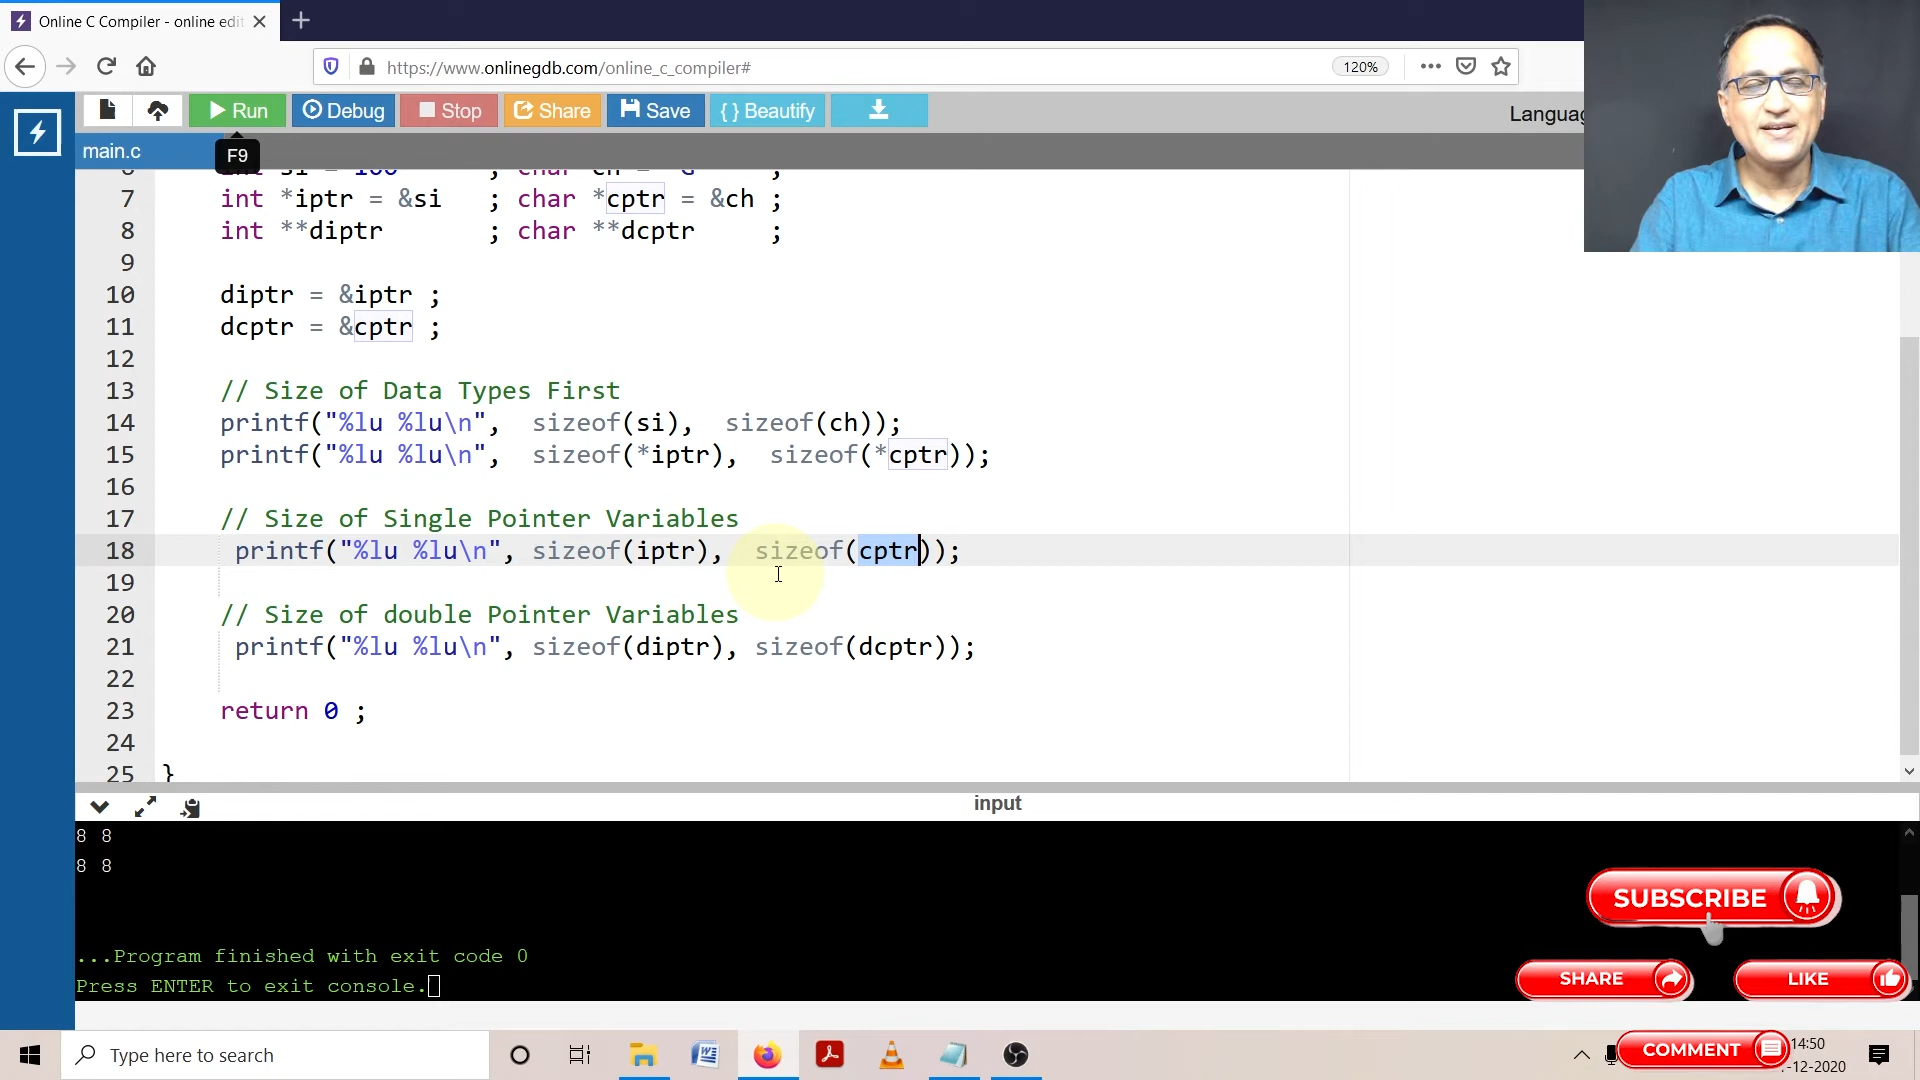 Online C Compiler - online edit
https://www.onlinegdb.com/online_c_compiler#
120%
Run
Debug
Stop
Share
Save
{ } Beautify
Languag
main.c
F9
7 int *iptr = &si ; char *cptr = &ch ;
8 int **diptr ; char **dcptr ;
9
10 diptr = &iptr ;
11 dcptr = &cptr ;
12
13 // Size of Data Types First
14 printf("%lu %lu\n", sizeof(si), sizeof(ch));
15 printf("%lu %lu\n", sizeof(*iptr), sizeof(*cptr));
16
17 // Size of Single Pointer Variables
18 printf("%lu %lu\n", sizeof(iptr), sizeof(cptr));
19
20 // Size of double Pointer Variables
21 printf("%lu %lu\n", sizeof(diptr), sizeof(dcptr));
22
23 return 0 ;
24
25 }
input
8 8
8 8
...Program finished with exit code 0
Press ENTER to exit console.
SUBSCRIBE
SHARE
LIKE
Type here to search
COMMENT
14:50
-12-2020